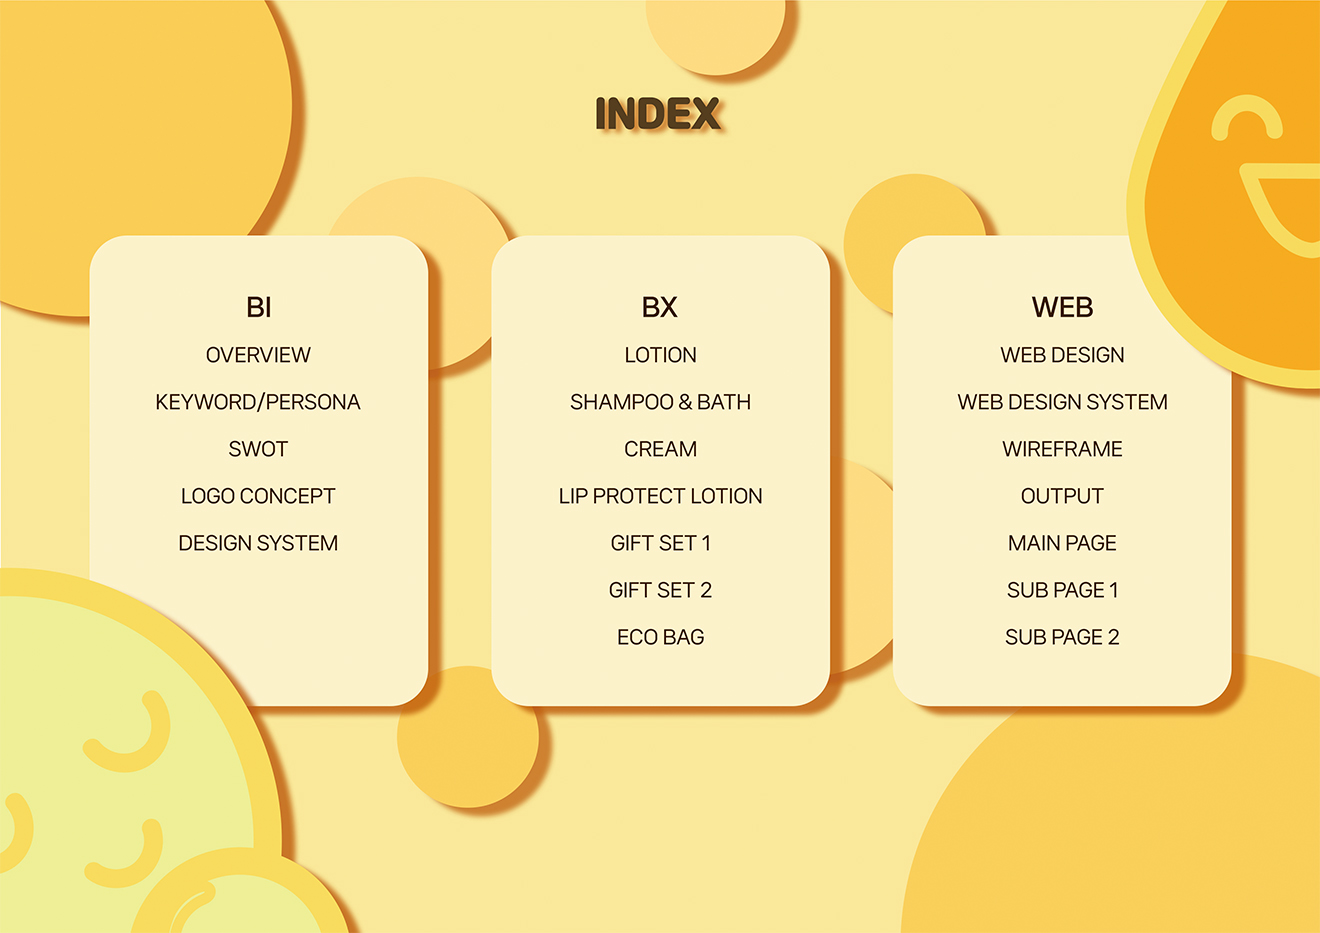 INDEX
BI
OVERVIEW
KEYWORD/PERSONA
SWOT
LOGO CONCEPT
DESIGN SYSTEM
BX
LOTION
SHAMPOO & BATH
CREAM
LIP PROTECT LOTION
GIFT SET 1
GIFT SET 2
ECO BAG
WEB
WEB DESIGN
WEB DESIGN SYSTEM
WIREFRAME
OUTPUT
MAIN PAGE
SUB PAGE 1
SUB PAGE 2